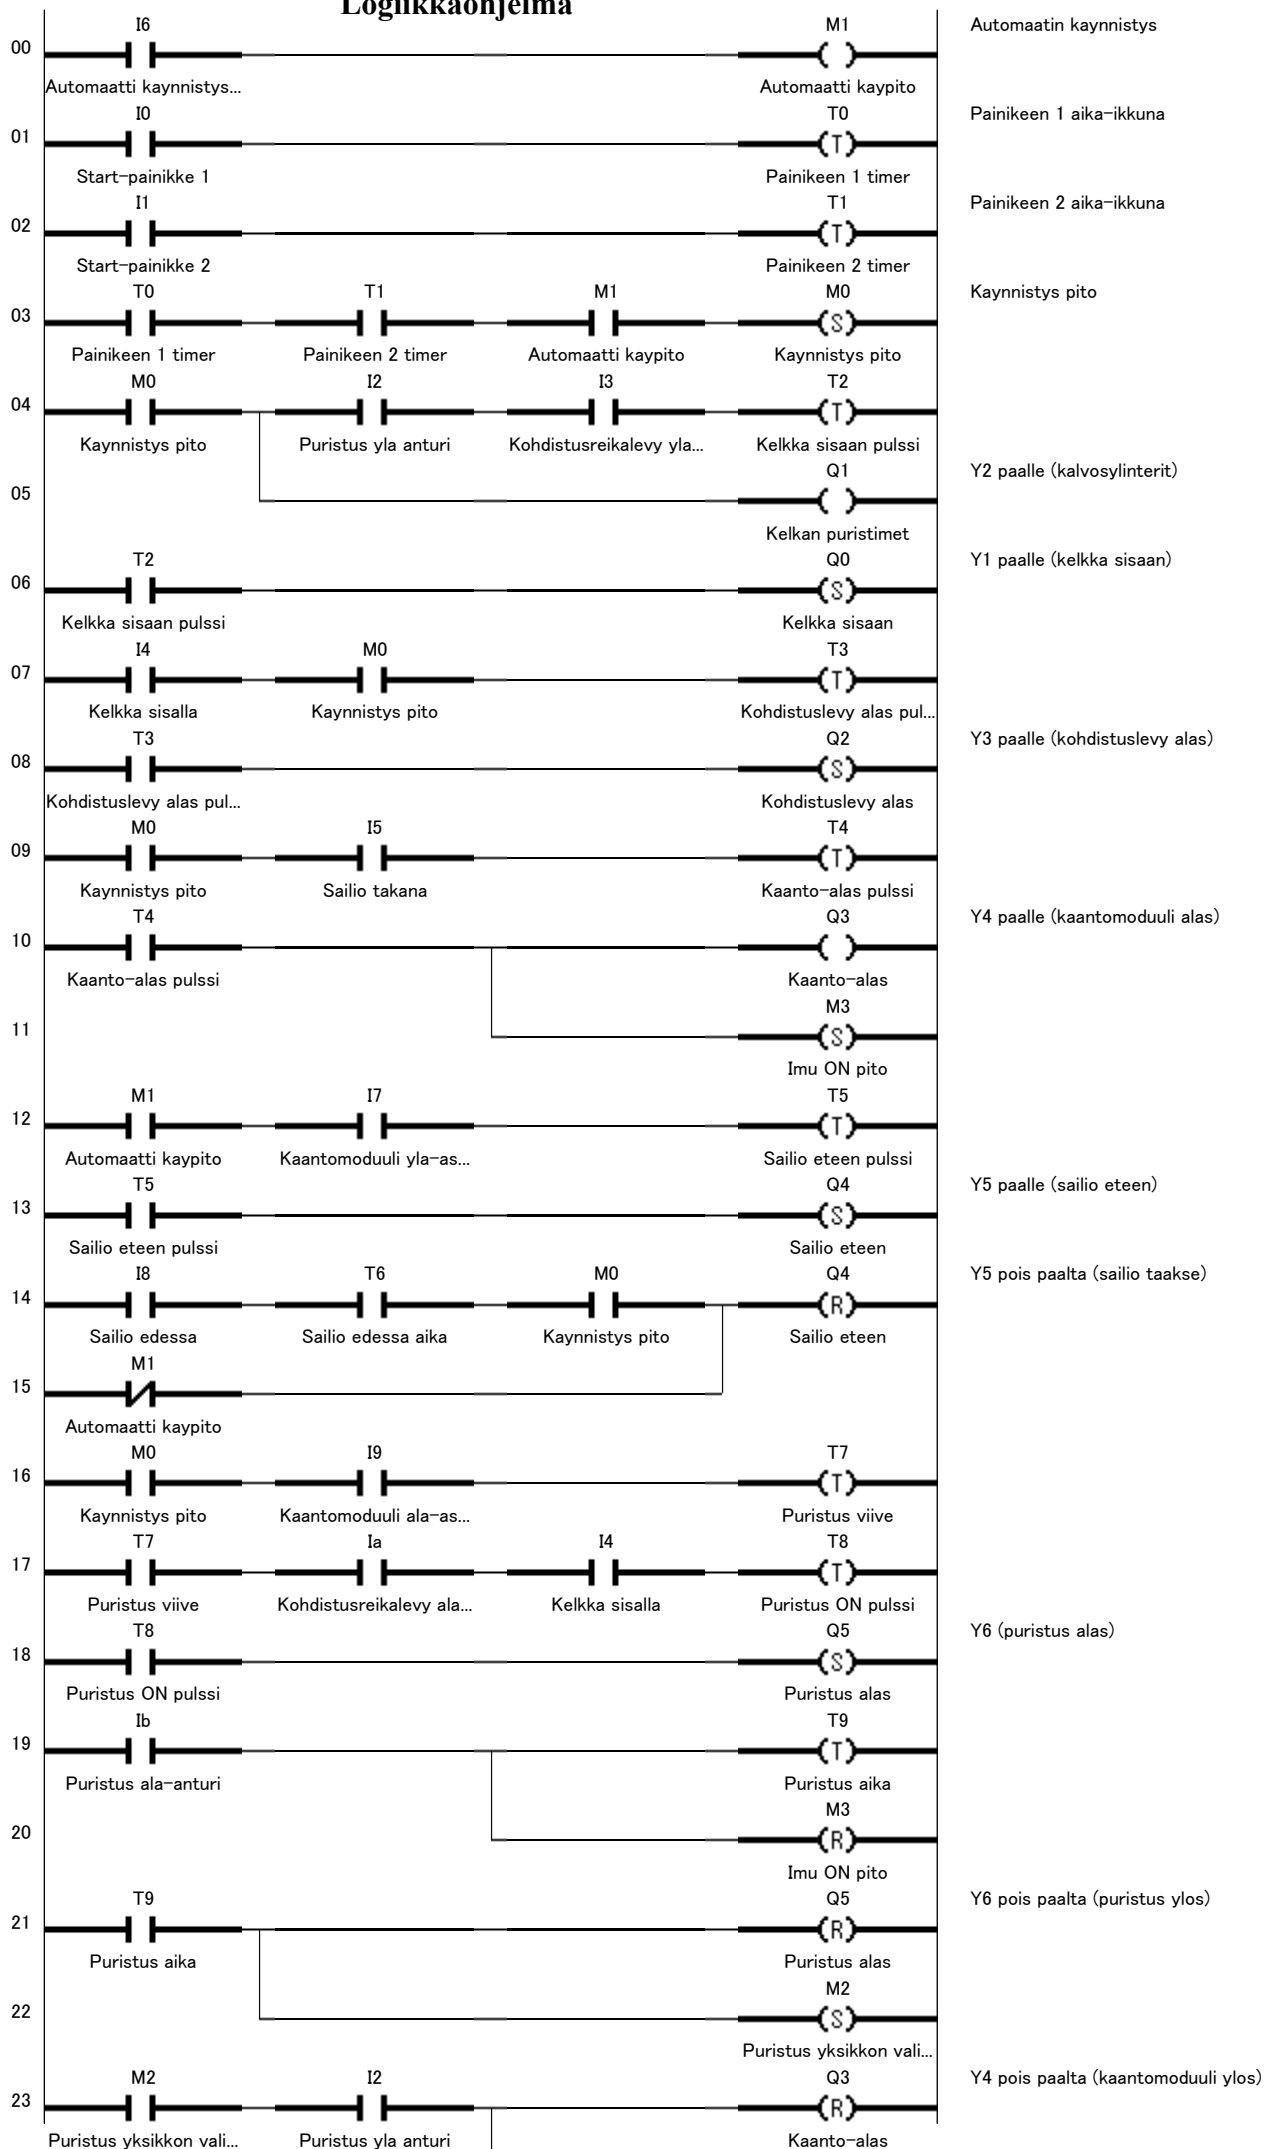 Logiikkaohjelma
I6 M1 Automaatin kaynnistys
00 ( )
Automaatti kaynnistys... Automaatti kaypito
I0 T0 Painikeen 1 aika-ikkuna
01 (T)
Start-painikke 1 Painikeen 1 timer
I1 T1 Painikeen 2 aika-ikkuna
02 (T)
Start-painikke 2 Painikeen 2 timer
T0 T1 M1 M0 Kaynnistys pito
03 (S)
Painikeen 1 timer Painikeen 2 timer Automaatti kaypito Kaynnistys pito
M0 I2 I3 T2
04 (T)
Kaynnistys pito Puristus yla anturi Kohdistusreikalevy yla... Kelkka sisaan pulssi
Q1 Y2 paalle (kalvosylinterit)
05 ( )
Kelkan puristimet
T2 Q0 Y1 paalle (kelkka sisaan)
06 (S)
Kelkka sisaan pulssi Kelkka sisaan
I4 M0 T3
07 (T)
Kelkka sisalla Kaynnistys pito Kohdistuslevy alas pul...
T3 Q2 Y3 paalle (kohdistuslevy alas)
08 (S)
Kohdistuslevy alas pul... Kohdistuslevy alas
M0 I5 T4
09 (T)
Kaynnistys pito Sailio takana Kaanto-alas pulssi
T4 Q3 Y4 paalle (kaantomoduuli alas)
10 ( )
Kaanto-alas pulssi Kaanto-alas
M3
11 (S)
Imu ON pito
M1 I7 T5
12 (T)
Automaatti kaypito Kaantomoduuli yla-as... Sailio eteen pulssi
T5 Q4 Y5 paalle (sailio eteen)
13 (S)
Sailio eteen pulssi Sailio eteen
I8 T6 M0 Q4 Y5 pois paalta (sailio taakse)
14 (R)
Sailio edessa Sailio edessa aika Kaynnistys pito Sailio eteen
M1
15
Automaatti kaypito
M0 I9 T7
16 (T)
Kaynnistys pito Kaantomoduuli ala-as... Puristus viive
T7 Ia I4 T8
17 (T)
Puristus viive Kohdistusreikalevy ala... Kelkka sisalla Puristus ON pulssi
T8 Q5 Y6 (puristus alas)
18 (S)
Puristus ON pulssi Puristus alas
Ib T9
19 (T)
Puristus ala-anturi Puristus aika
M3
20 (R)
Imu ON pito
T9 Q5 Y6 pois paalta (puristus ylos)
21 (R)
Puristus aika Puristus alas
M2
22 (S)
Puristus yksikkon vali...
M2 I2 Q3 Y4 pois paalta (kaantomoduuli ylos)
23 (R)
Puristus yksikkon vali... Puristus yla anturi Kaanto-alas